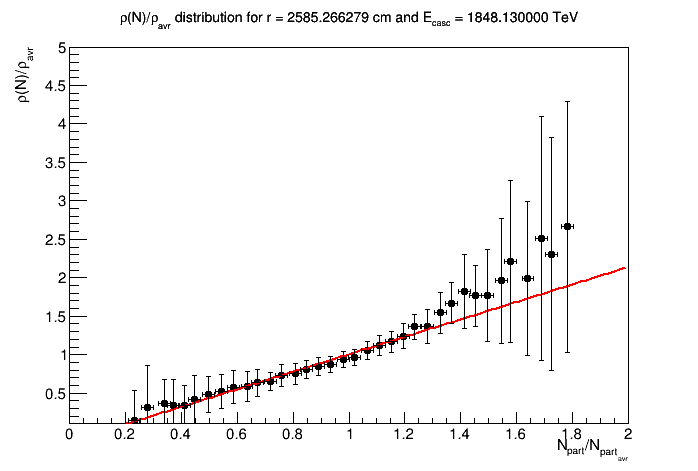 ρ(N)/ρavr distribution for r = 2585.266279 cm and Ecasc = 1848.130000 TeV
ρ(N)/ρavr
5
4.5
4
3.5
3
2.5
2
1.5
1
0.5
0 0.2 0.4 0.6 0.8 1 1.2 1.4 1.6 1.8 2
Npart/Npartavr